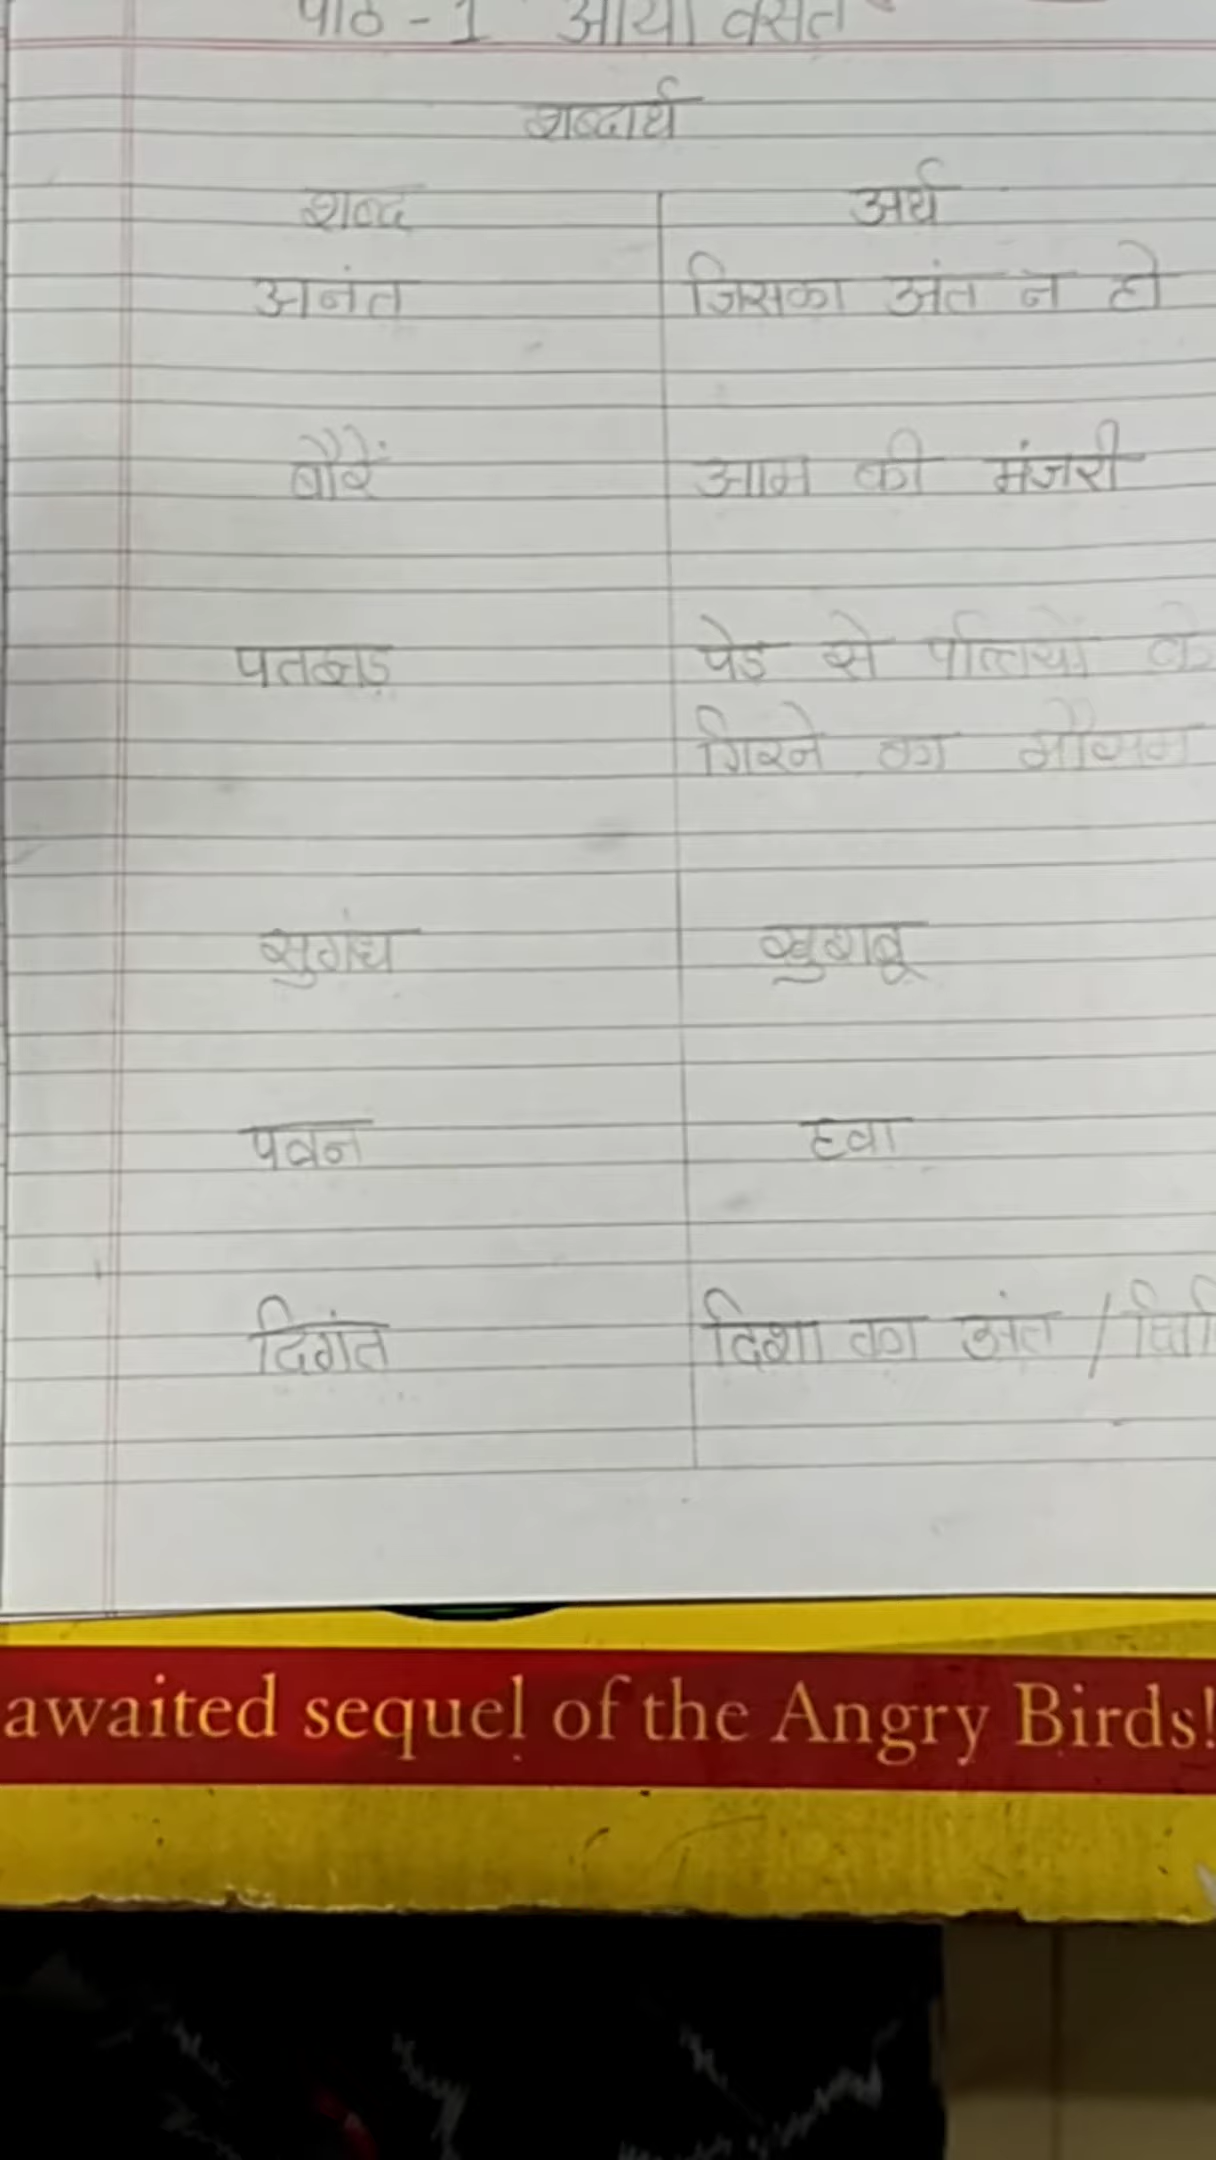 पाठ - 1 आया वसंत
शब्दार्थ
शब्द अर्थ
अनंत जिसका अंत न हो
बौरें आम की मंजरी
पतझड़ पेड़ से पत्तियों के
गिरने का मौसम
सुगंध खुशबू
पवन हवा
दिगंत दिशा का अंत /
awaited sequel of the Angry Birds!